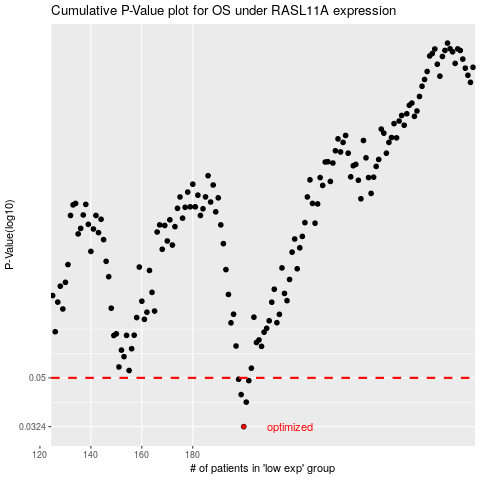 Cumulative P-Value plot for OS under RASL11A expression
P-Value(log10)
0.05
0.0324
optimized
120 140 160 180
# of patients in 'low exp' group